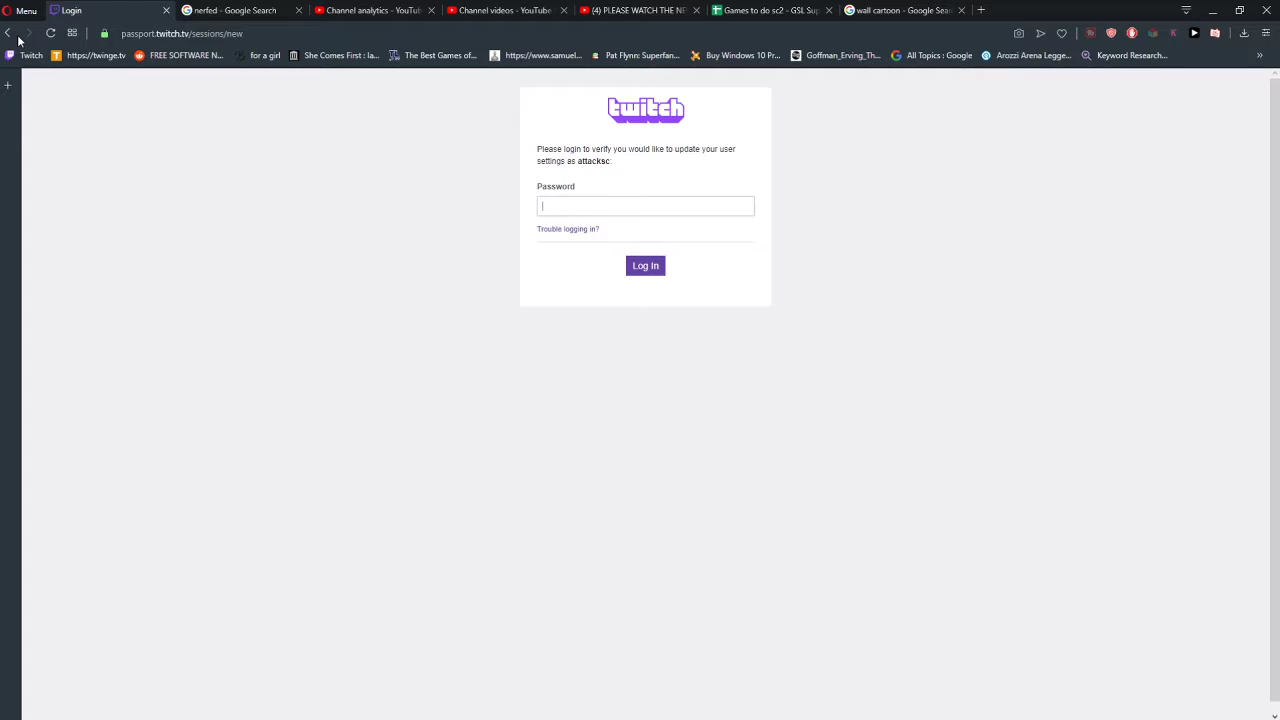 Menu
Login
nerfed - Google Search
Channel analytics - YouTube
Channel videos - YouTube
(4) PLEASE WATCH THE NE
Games to do sc2 - GSL Sup
wall cartoon - Google Sear
passport.twitch.tv/sessions/new
Twitch
https://twinge.tv
FREE SOFTWARE N...
for a girl
She Comes First : la...
The Best Games of...
https://www.samuel...
Pat Flynn: Superfan...
Buy Windows 10 Pr...
Goffman_Erving_Th...
All Topics : Google
Arozzi Arena Legge...
Keyword Research...
twitch
Please login to verify you would like to update your user
settings as attacksc:
Password
Trouble logging in?
Log In